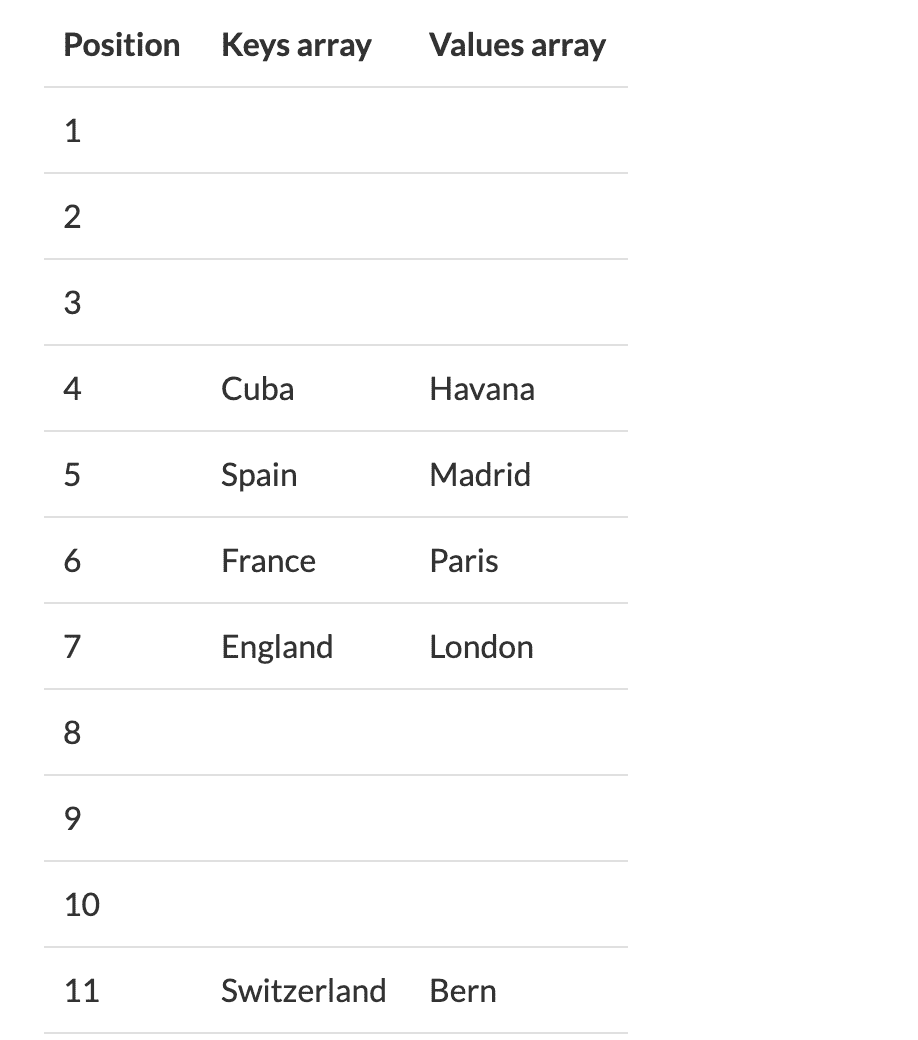 Position Keys array Values array
1
2
3
4 Cuba Havana
5 Spain Madrid
6 France Paris
7 England London
8
9
10
11 Switzerland Bern